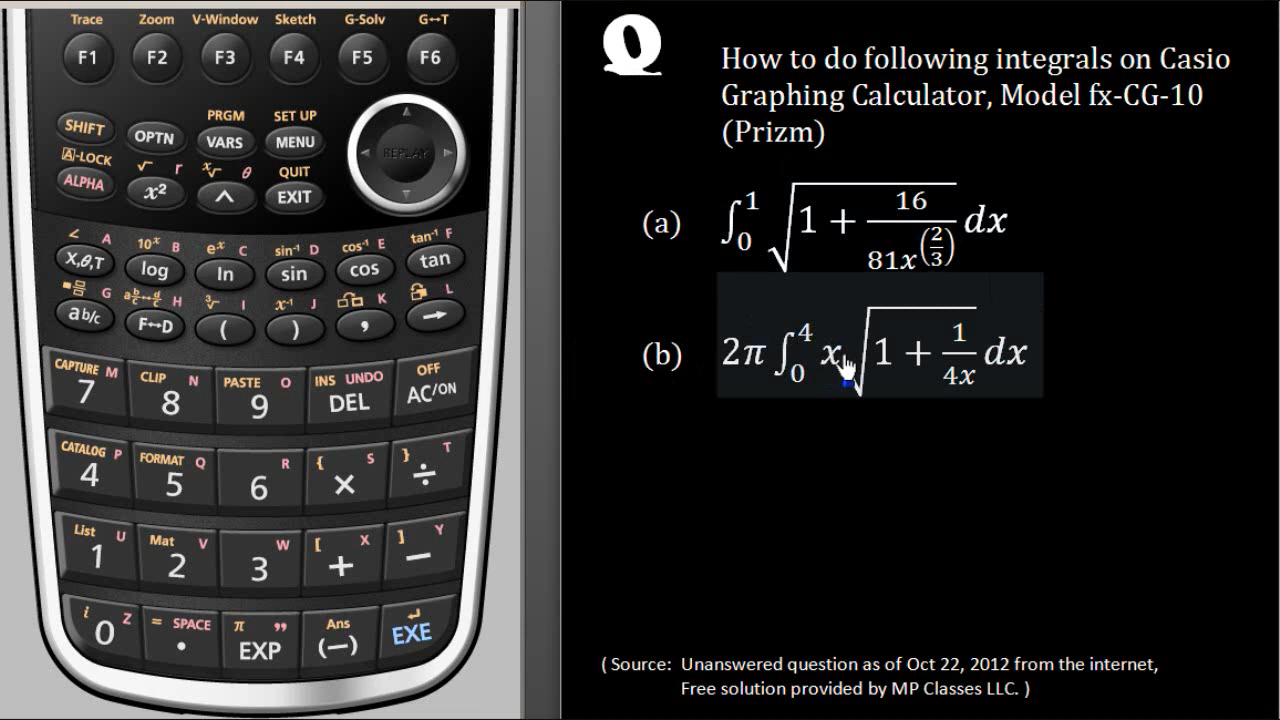 Trace Zoom V-Window Sketch G-Solv G↔T
F1 F2 F3 F4 F5 F6
PRGM SET UP
SHIFT OPTN VARS MENU
REPLAY
A-LOCK √ r ˣ√ θ QUIT
ALPHA x² ^ EXIT
∠ A 10ˣ B eˣ C sin⁻¹ D cos⁻¹ E tan⁻¹ F
X,θ,T log ln sin cos tan
G a b/c↔d/c H ³√ I x⁻¹ J K L
a b/c F↔D ( ) , →
CAPTURE M CLIP N PASTE O INS UNDO OFF
7 8 9 DEL AC/ON
CATALOG P FORMAT Q R { S } T
4 5 6 × ÷
List U Mat V W [ X ] Y
1 2 3 + −
i Z = SPACE π ” Ans ↵
0 • EXP (−) EXE
Q
How to do following integrals on Casio
Graphing Calculator, Model fx-CG-10
(Prizm)
(a) ∫₀¹ √(1 + 16/(81x^(2/3))) dx
(b) 2π ∫₀⁴ x√(1 + 1/(4x)) dx
( Source: Unanswered question as of Oct 22, 2012 from the internet,
Free solution provided by MP Classes LLC. )